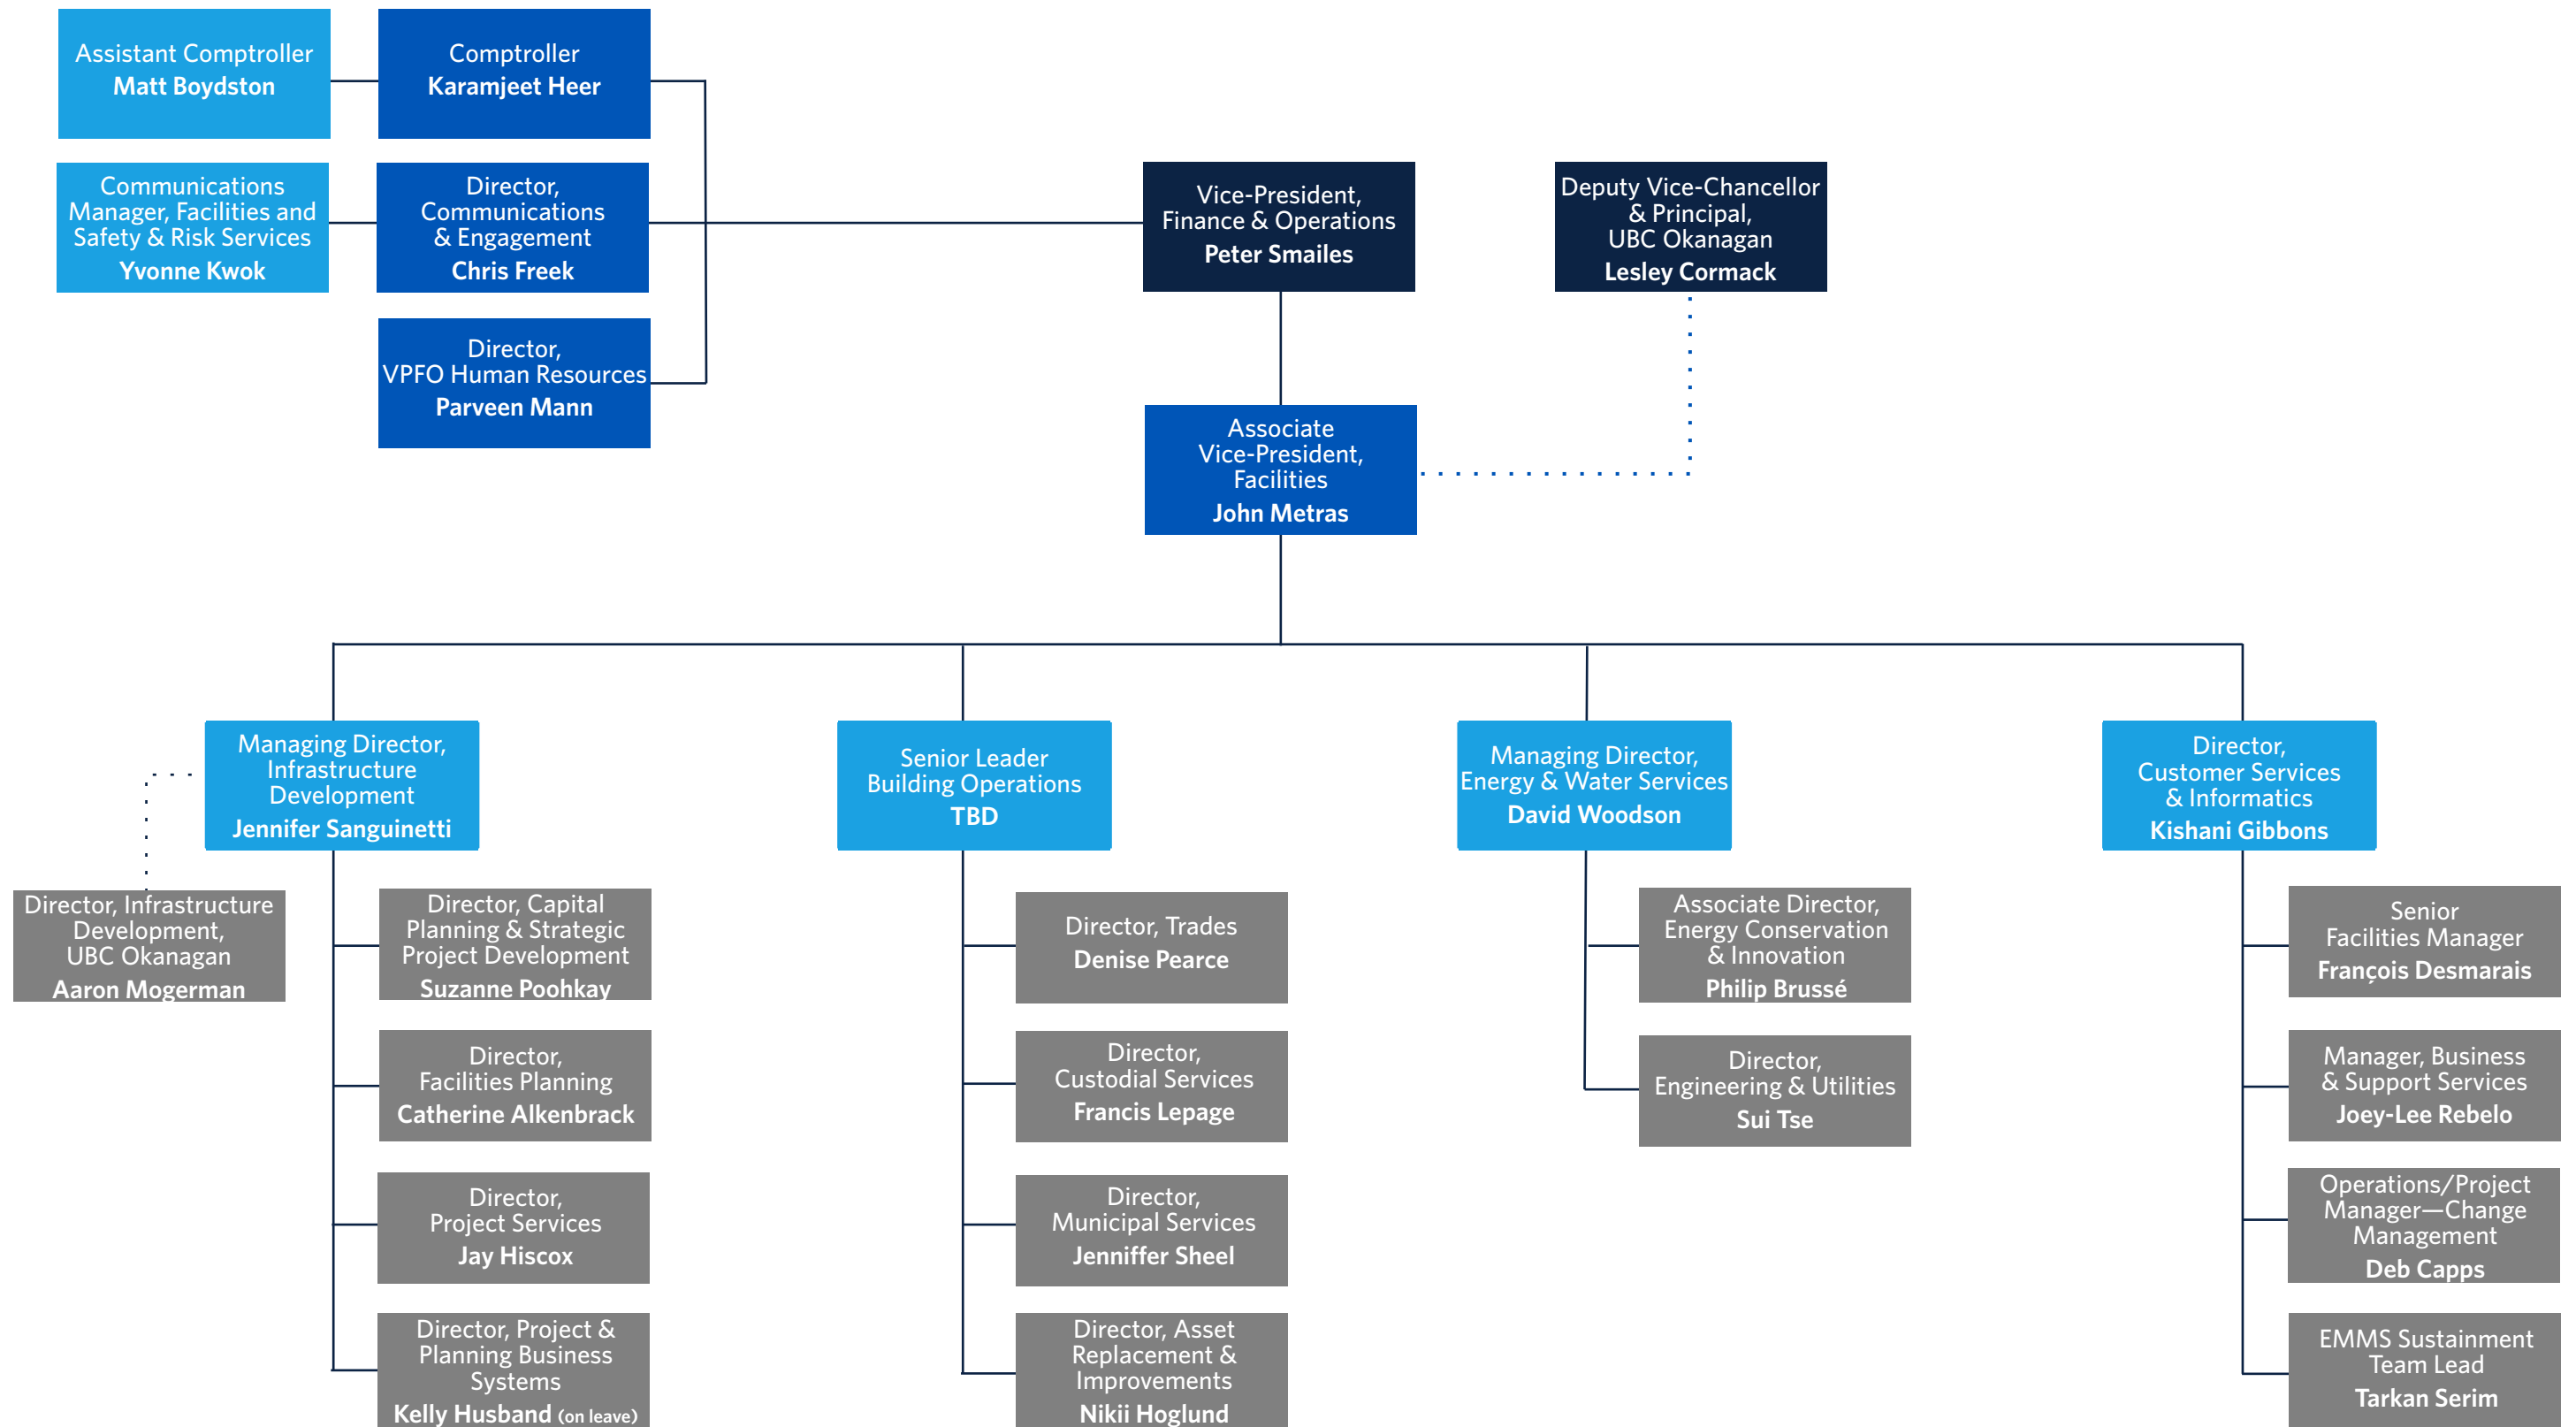 Assistant Comptroller
Matt Boydston
Comptroller
Karamjeet Heer
Communications
Manager, Facilities and
Safety & Risk Services
Yvonne Kwok
Director,
Communications
& Engagement
Chris Freek
Director,
VPFO Human Resources
Parveen Mann
Vice-President,
Finance & Operations
Peter Smailes
Deputy Vice-Chancellor
& Principal,
UBC Okanagan
Lesley Cormack
Associate
Vice-President,
Facilities
John Metras
Managing Director,
Infrastructure
Development
Jennifer Sanguinetti
Senior Leader
Building Operations
TBD
Managing Director,
Energy & Water Services
David Woodson
Director,
Customer Services
& Informatics
Kishani Gibbons
Director, Infrastructure
Development,
UBC Okanagan
Aaron Mogerman
Director, Capital
Planning & Strategic
Project Development
Suzanne Poohkay
Director,
Facilities Planning
Catherine Alkenbrack
Director,
Project Services
Jay Hiscox
Director, Project &
Planning Business
Systems
Kelly Husband (on leave)
Director, Trades
Denise Pearce
Director,
Custodial Services
Francis Lepage
Director,
Municipal Services
Jenniffer Sheel
Director, Asset
Replacement &
Improvements
Nikii Hoglund
Associate Director,
Energy Conservation
& Innovation
Philip Brussé
Director,
Engineering & Utilities
Sui Tse
Senior
Facilities Manager
François Desmarais
Manager, Business
& Support Services
Joey-Lee Rebelo
Operations/Project
Manager—Change
Management
Deb Capps
EMMS Sustainment
Team Lead
Tarkan Serim